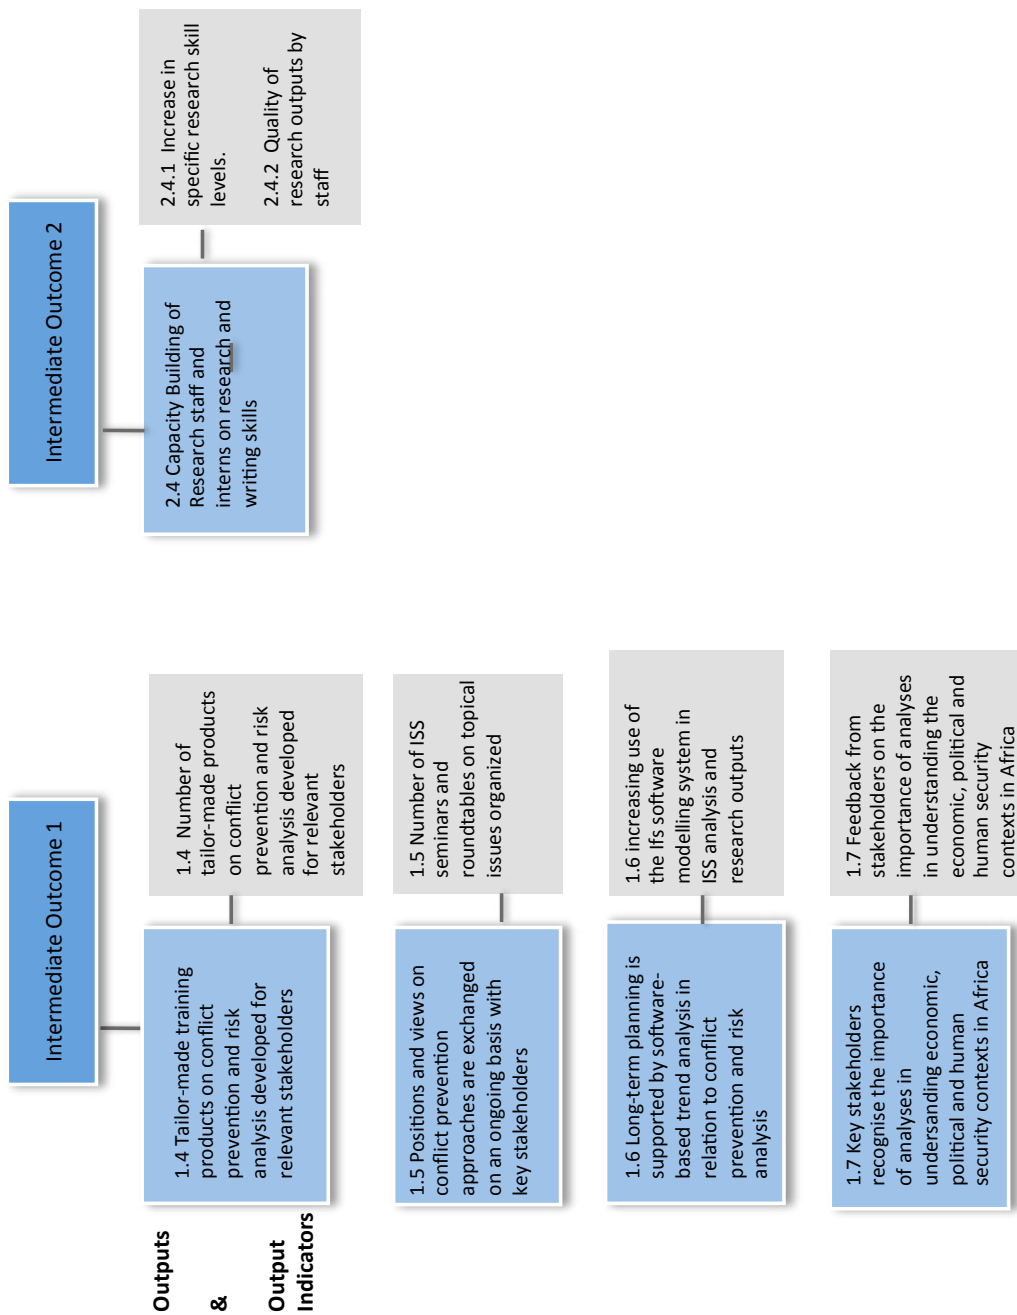 Intermediate Outcome 1
Intermediate Outcome 2
Outputs
&
Output
Indicators
1.4 Tailor-made training
products on conflict
prevention and risk
analysis developed for
relevant stakeholders
1.4 Number of
tailor-made products
on conflict
prevention and risk
analysis developed
for relevant
stakeholders
2.4 Capacity Building of
Research staff and
interns on research and
writing skills
2.4.1 Increase in
specific research skill
levels.
2.4.2 Quality of
research outputs by
staff
1.5 Positions and views on
conflict prevention
approaches are exchanged
on an ongoing basis with
key stakeholders
1.5 Number of ISS
seminars and
roundtables on topical
issues organized
1.6 Long-term planning is
supported by software-
based trend analysis in
relation to conflict
prevention and risk
analysis
1.6 increasing use of
the Ifs software
modelling system in
ISS analysis and
research outputs
1.7 Key stakeholders
recognise the importance
of analyses in
undersanding economic,
political and human
security contexts in Africa
1.7 Feedback from
stakeholders on the
importance of analyses
in understanding the
economic, political and
human security
contexts in Africa